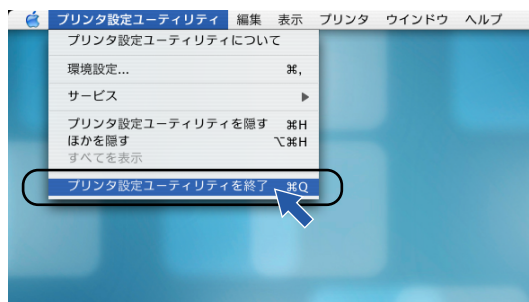 プリンタ設定ユーティリティ 編集 表示 プリンタ ウインドウ ヘルプ
プリンタ設定ユーティリティについて
環境設定... ⌘,
サービス ▶
プリンタ設定ユーティリティを隠す ⌘H
ほかを隠す ⌥⌘H
すべてを表示
プリンタ設定ユーティリティを終了 ⌘Q